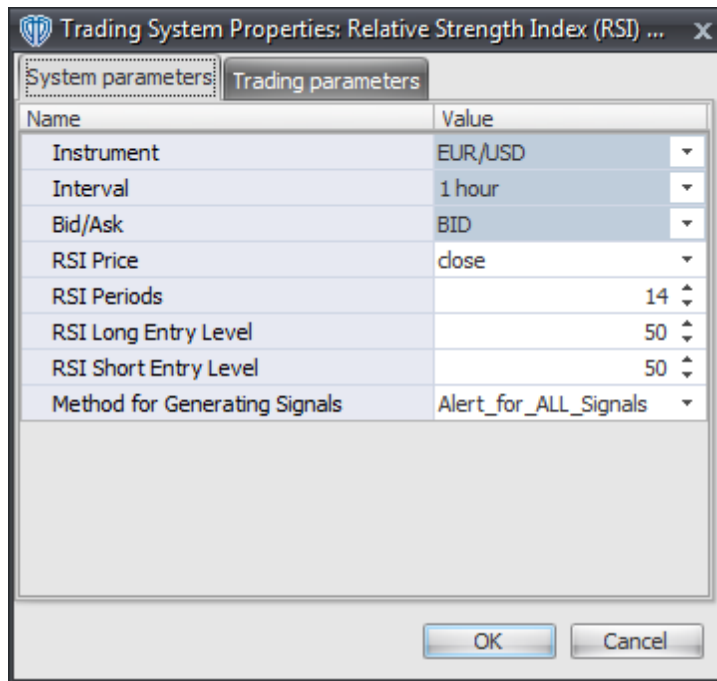 Trading System Properties: Relative Strength Index (RSI) ... x
System parameters Trading parameters
Name Value
Instrument EUR/USD
Interval 1 hour
Bid/Ask BID
RSI Price close
RSI Periods 14
RSI Long Entry Level 50
RSI Short Entry Level 50
Method for Generating Signals Alert_for_ALL_Signals
OK Cancel